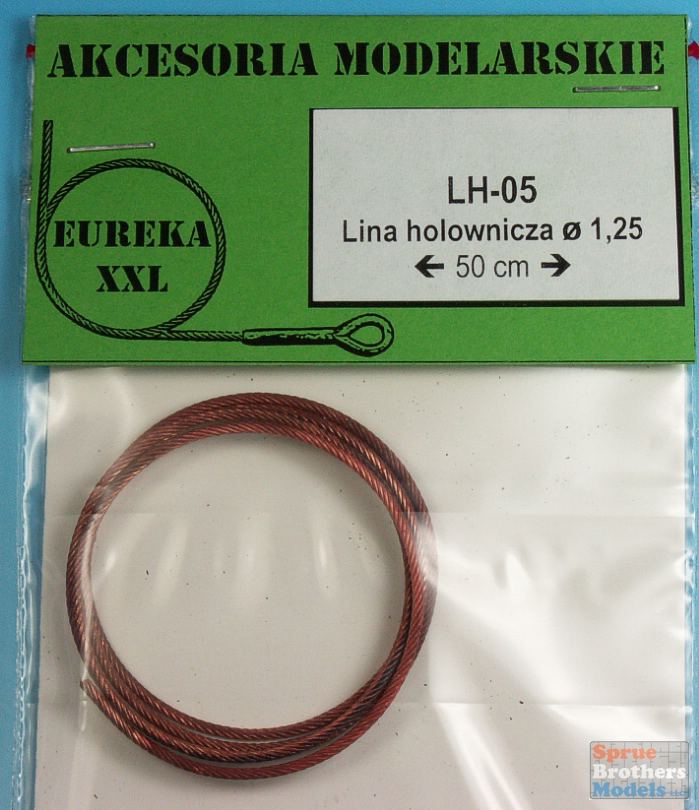 AKCESORIA MODELARSKIE
EUREKA
XXL
LH-05
Lina holownicza ø 1,25
← 50 cm →
Sprue
Brothers
Models